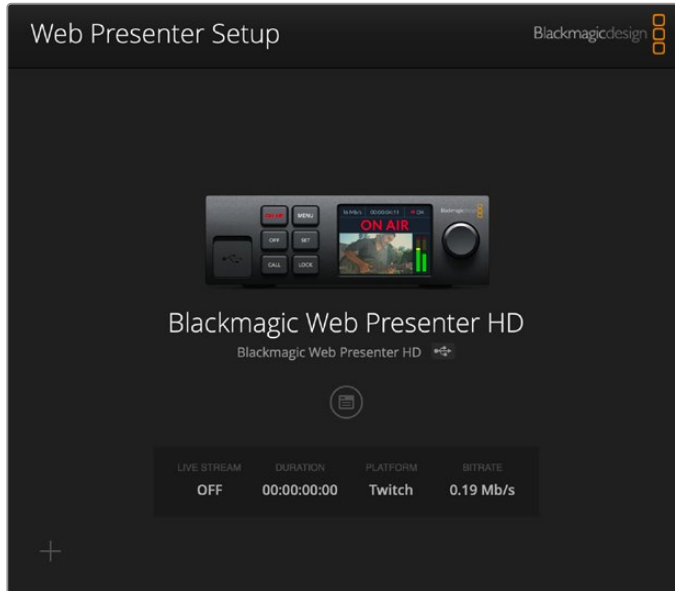 Web Presenter Setup
Blackmagicdesign
ON AIR MENU
OFF SET
CALL LOCK
ON AIR
Blackmagic Web Presenter HD
Blackmagic Web Presenter HD
LIVE STREAM DURATION PLATFORM BITRATE
OFF 00:00:00:00 Twitch 0.19 Mb/s